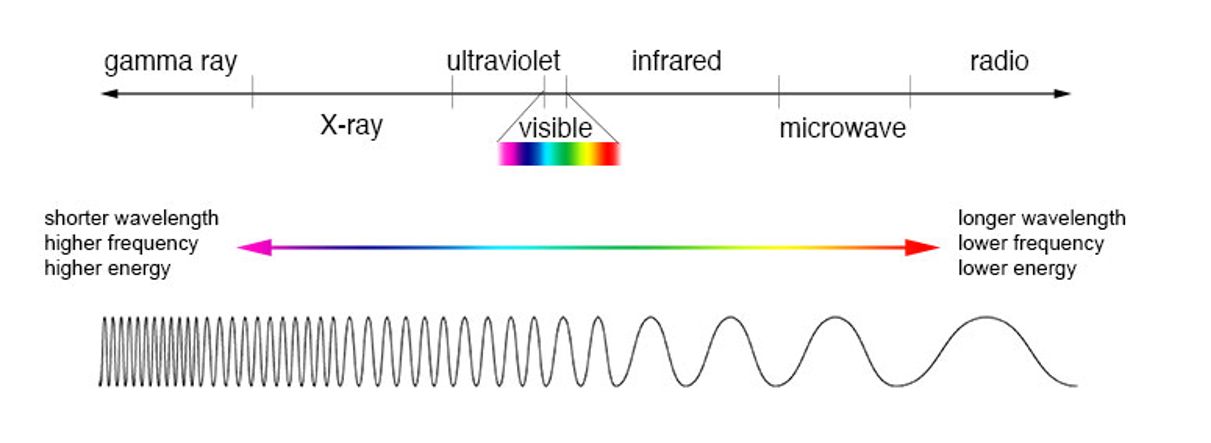 gamma ray
ultraviolet
infrared
radio
X-ray
visible
microwave
shorter wavelength
higher frequency
higher energy
longer wavelength
lower frequency
lower energy